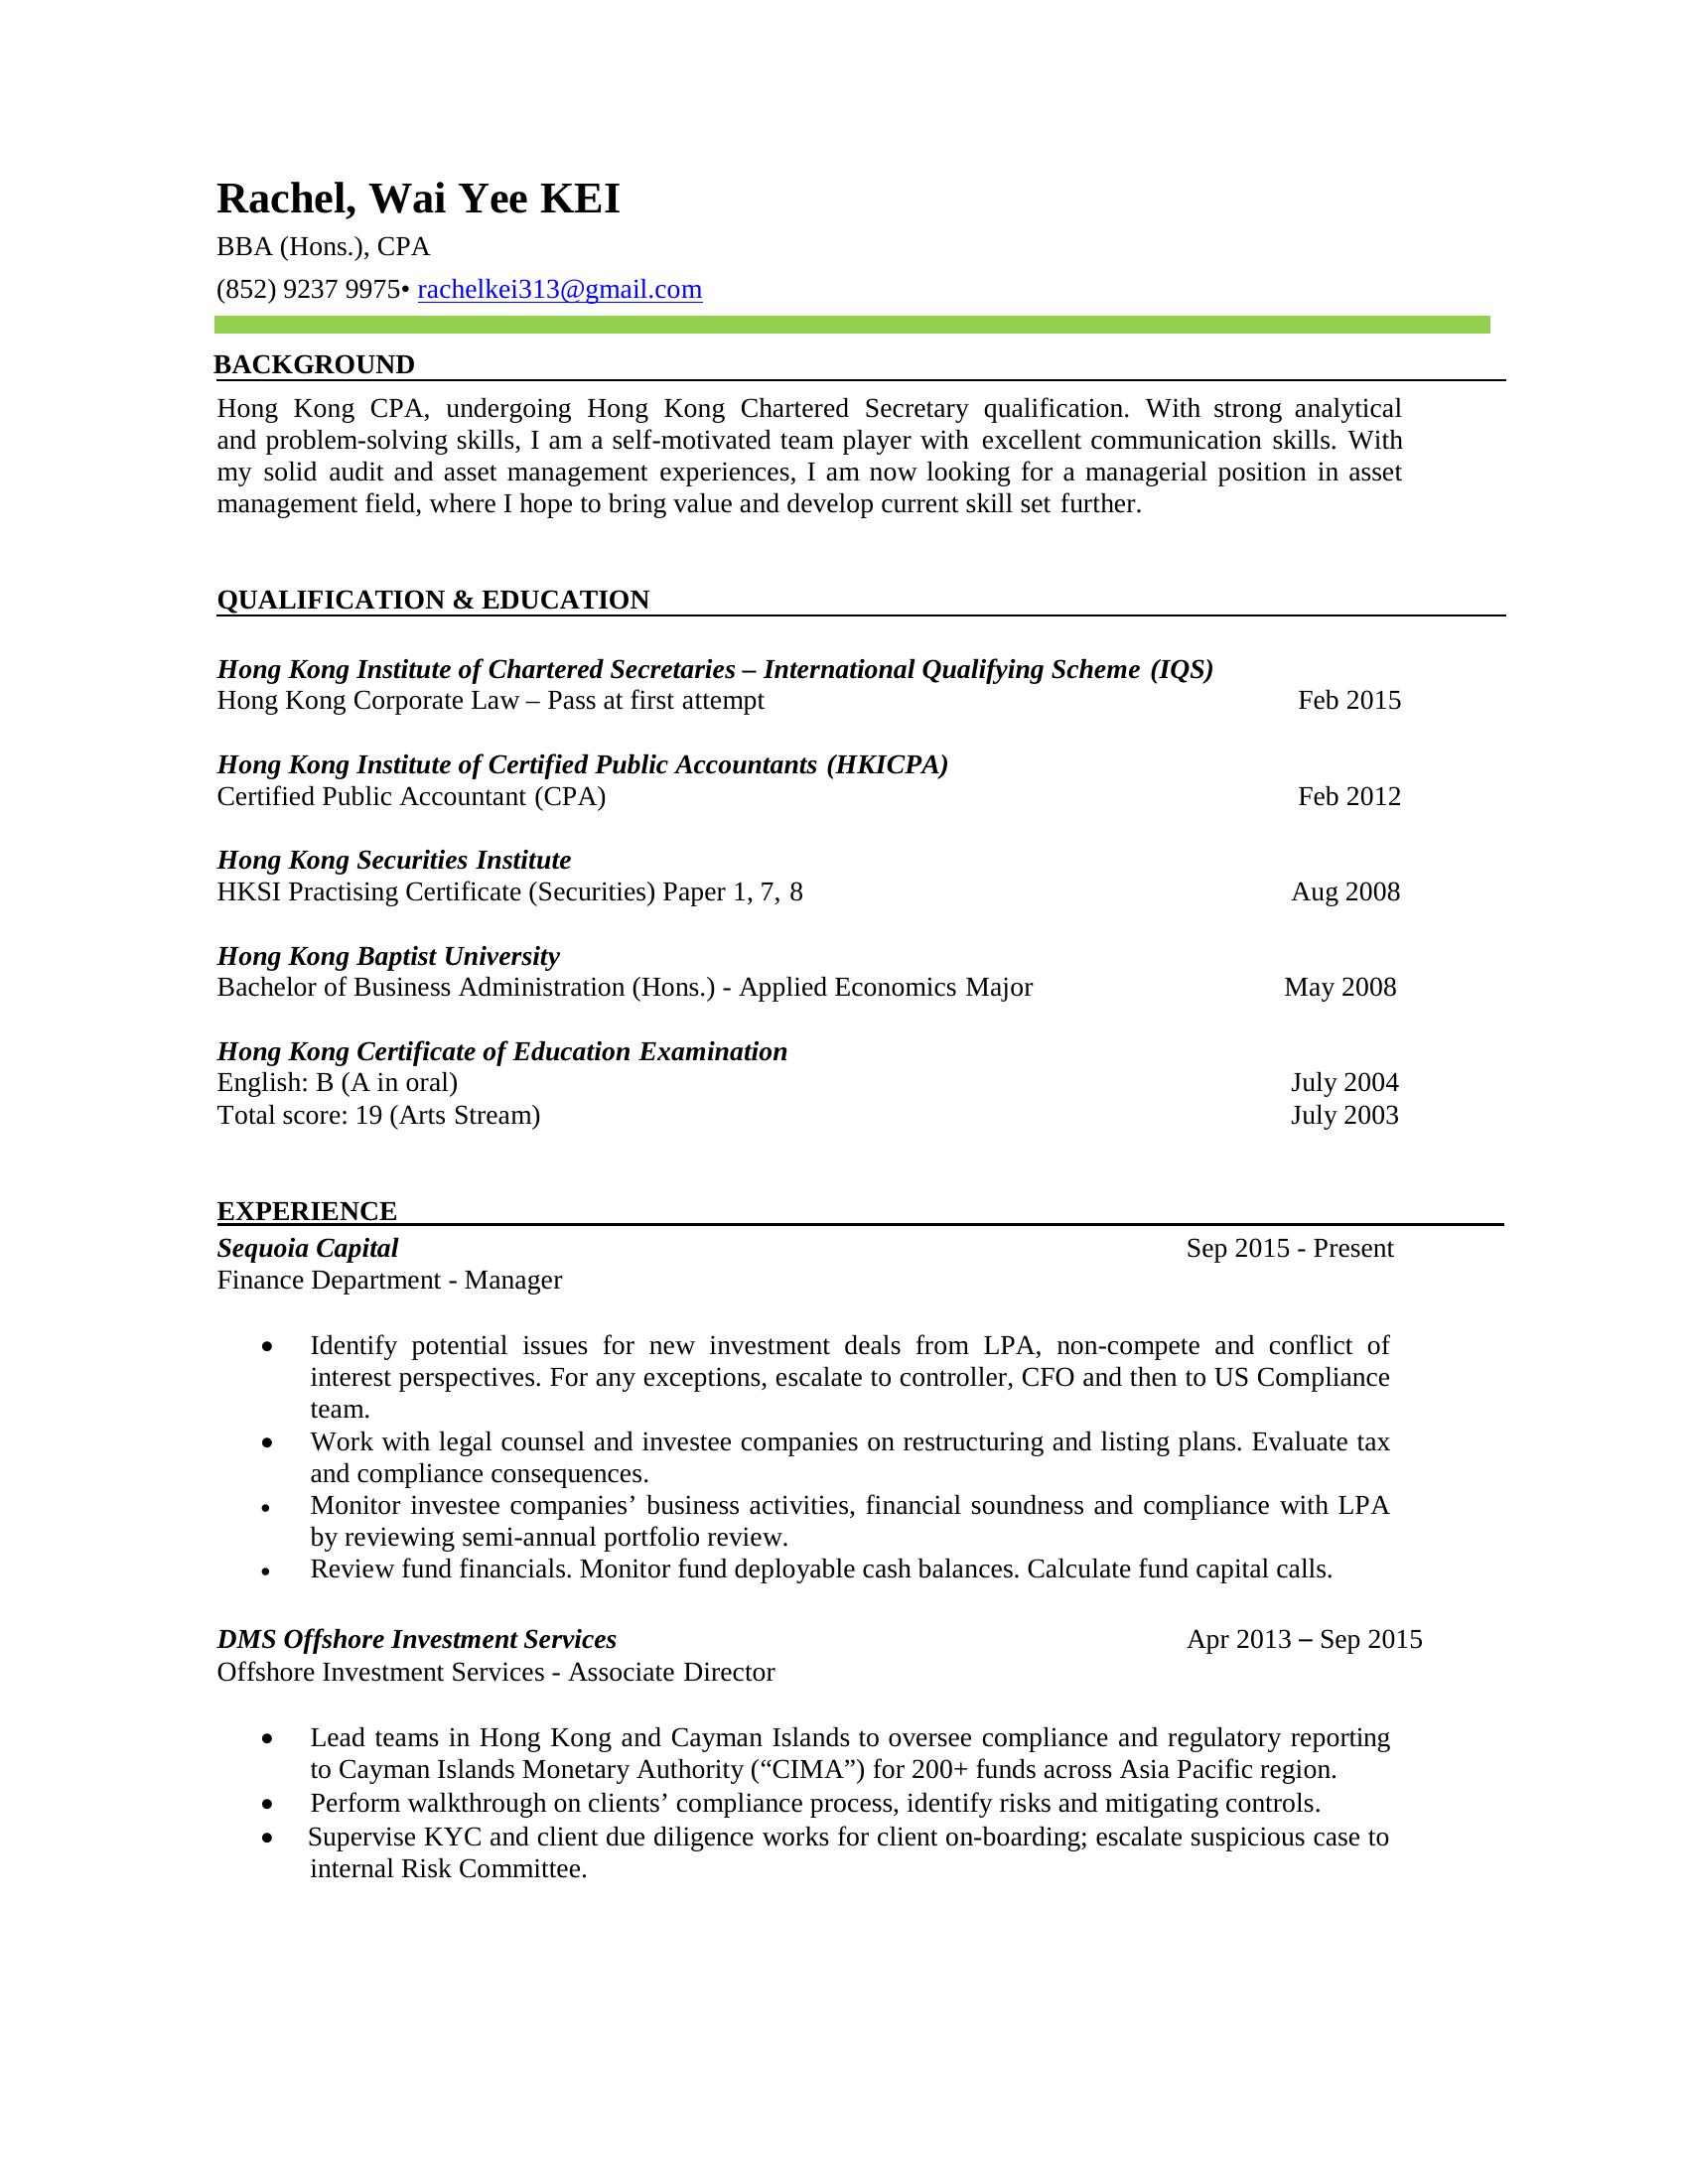 Rachel, Wai Yee KEI
BBA (Hons.), CPA
(852) 9237 9975• rachelkei313@gmail.com
BACKGROUND
Hong Kong CPA, undergoing Hong Kong Chartered Secretary qualification. With strong analytical
and problem-solving skills, I am a self-motivated team player with excellent communication skills. With
my solid audit and asset management experiences, I am now looking for a managerial position in asset
management field, where I hope to bring value and develop current skill set further.
QUALIFICATION & EDUCATION
Hong Kong Institute of Chartered Secretaries – International Qualifying Scheme (IQS)
Hong Kong Corporate Law – Pass at first attempt Feb 2015
Hong Kong Institute of Certified Public Accountants (HKICPA)
Certified Public Accountant (CPA) Feb 2012
Hong Kong Securities Institute
HKSI Practising Certificate (Securities) Paper 1, 7, 8 Aug 2008
Hong Kong Baptist University
Bachelor of Business Administration (Hons.) - Applied Economics Major May 2008
Hong Kong Certificate of Education Examination
English: B (A in oral) July 2004
Total score: 19 (Arts Stream) July 2003
EXPERIENCE
Sequoia Capital Sep 2015 - Present
Finance Department - Manager
• Identify potential issues for new investment deals from LPA, non-compete and conflict of
interest perspectives. For any exceptions, escalate to controller, CFO and then to US Compliance
team.
• Work with legal counsel and investee companies on restructuring and listing plans. Evaluate tax
and compliance consequences.
• Monitor investee companies’ business activities, financial soundness and compliance with LPA
by reviewing semi-annual portfolio review.
• Review fund financials. Monitor fund deployable cash balances. Calculate fund capital calls.
DMS Offshore Investment Services Apr 2013 – Sep 2015
Offshore Investment Services - Associate Director
• Lead teams in Hong Kong and Cayman Islands to oversee compliance and regulatory reporting
to Cayman Islands Monetary Authority (“CIMA”) for 200+ funds across Asia Pacific region.
• Perform walkthrough on clients’ compliance process, identify risks and mitigating controls.
• Supervise KYC and client due diligence works for client on-boarding; escalate suspicious case to
internal Risk Committee.